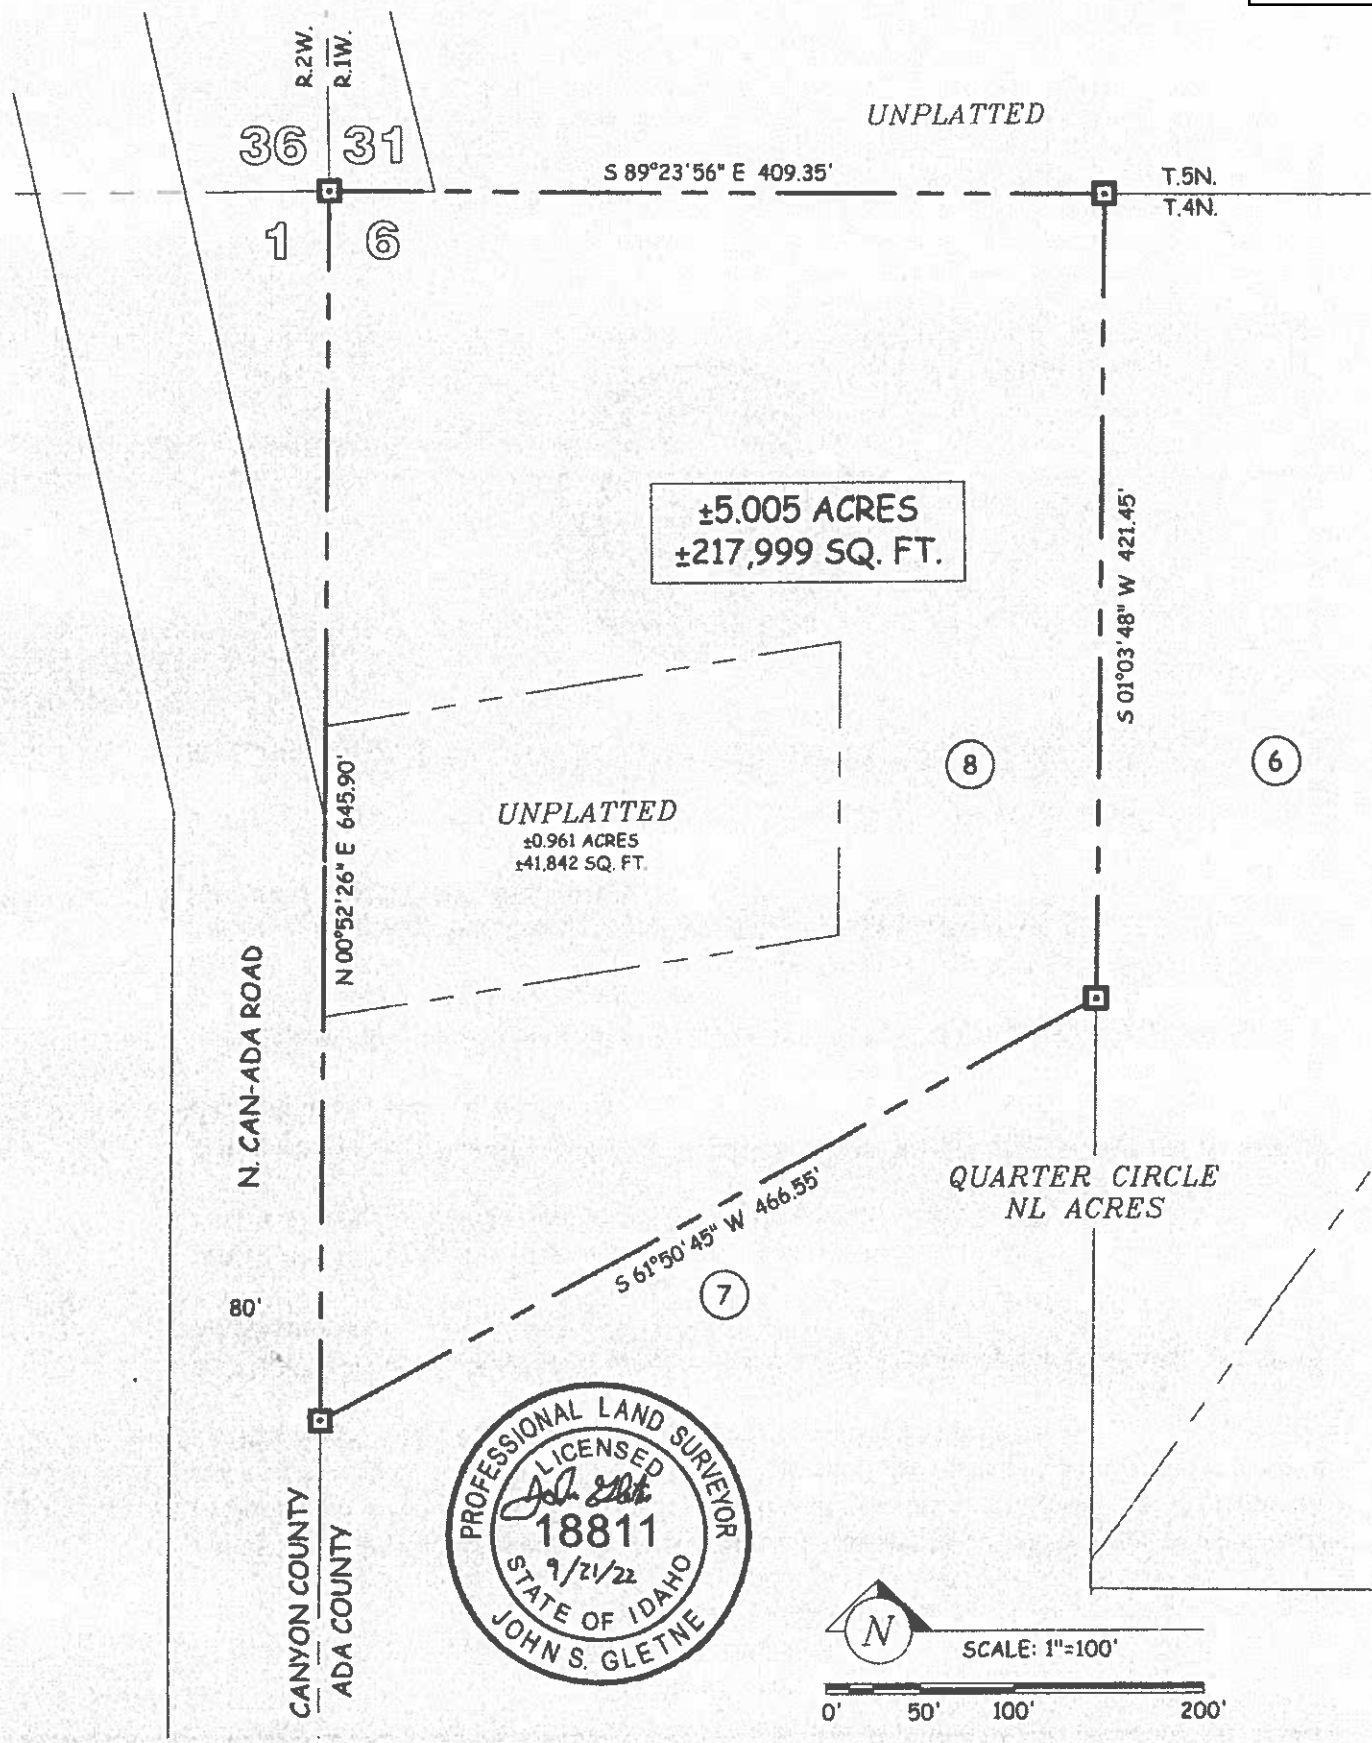 R.2W.
R.1W.
UNPLATTED
36 31
S 89°23'56" E 409.35'
T.5N.
T.4N.
1 6
±5.005 ACRES
±217,999 SQ. FT.
S 01°03'48" W 421.45'
8
6
N 00°52'26" E 645.90'
UNPLATTED
±0.961 ACRES
±41,842 SQ. FT.
N. CAN-ADA ROAD
QUARTER CIRCLE
NL ACRES
S 61°50'45" W 466.55'
7
80'
PROFESSIONAL LAND SURVEYOR
LICENSED
18811
9/21/22
STATE OF IDAHO
JOHN S. GLETNE
CANYON COUNTY
ADA COUNTY
N
SCALE: 1"=100'
0' 50' 100' 200'